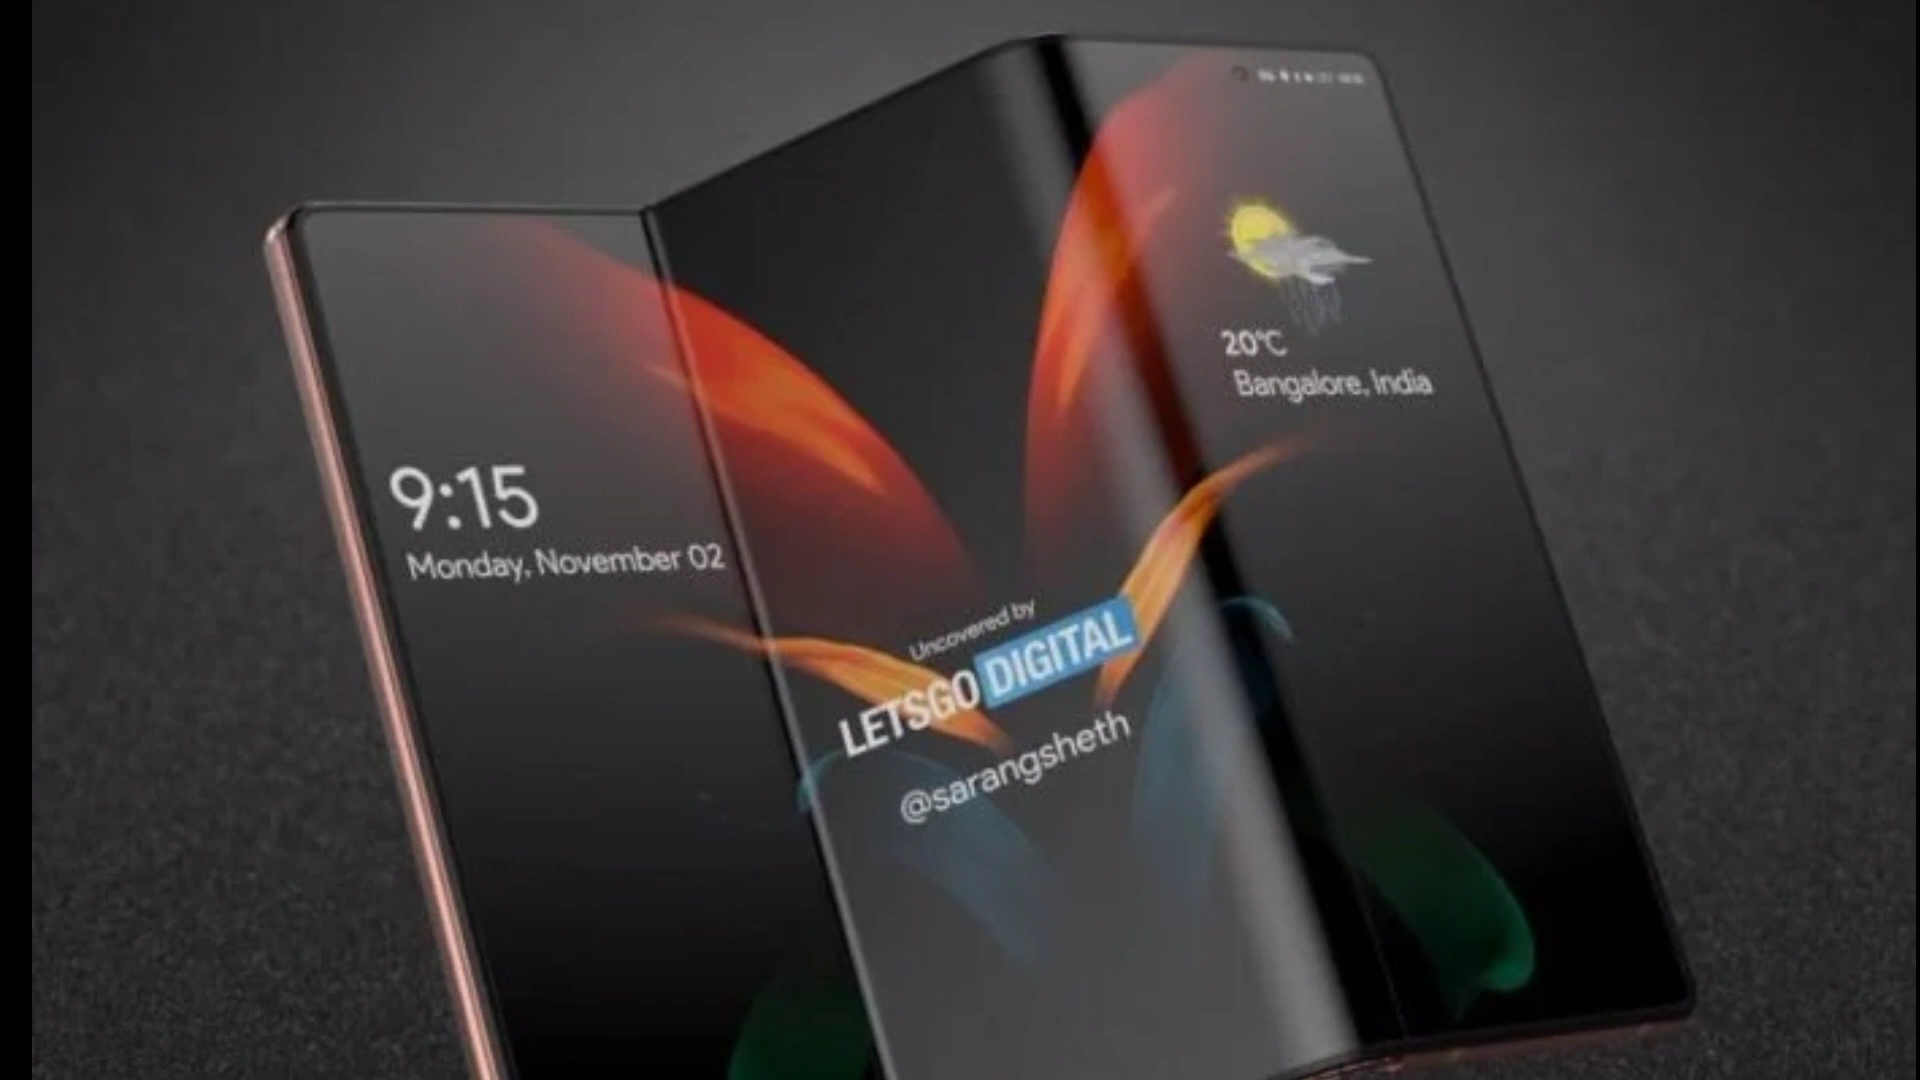 9:15
Monday, November 02
20°C
Bangalore, India
Uncovered by
LETSGO DIGITAL
@sarangsheth